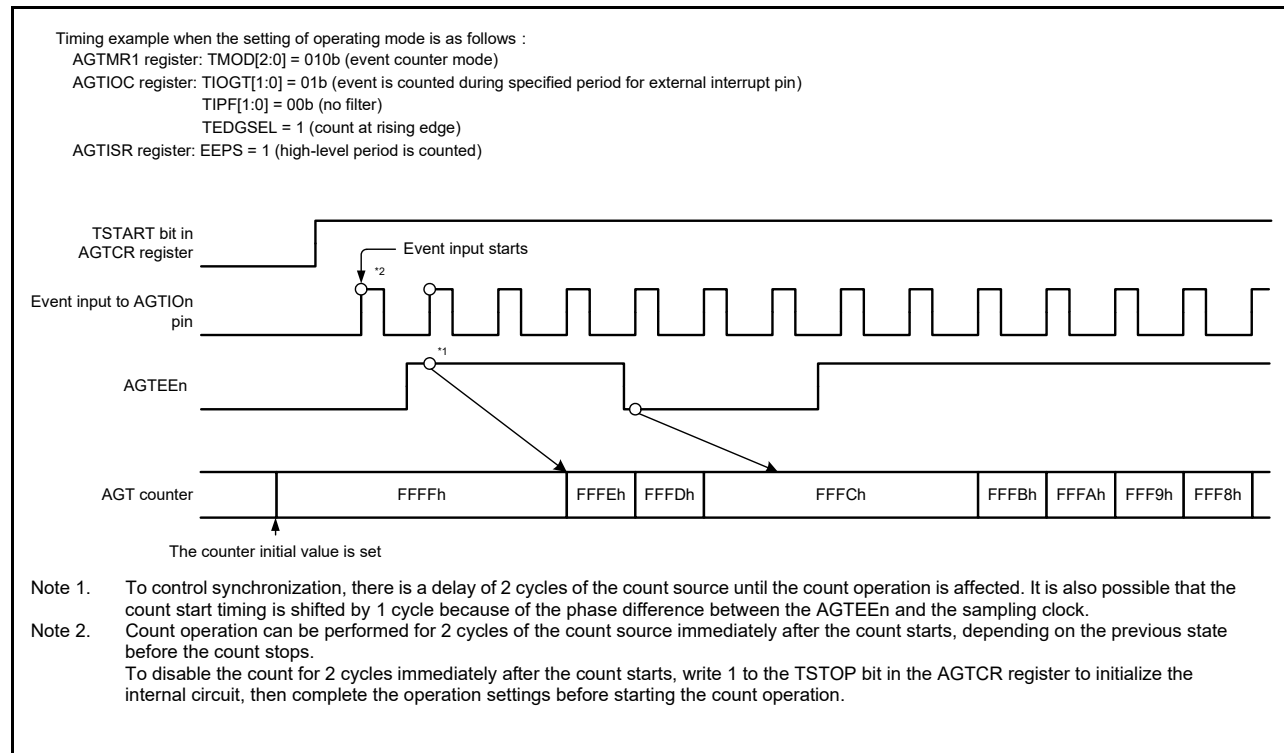 Timing example when the setting of operating mode is as follows :
AGTMR1 register: TMOD[2:0] = 010b (event counter mode)
AGTIOC register: TIOGT[1:0] = 01b (event is counted during specified period for external interrupt pin)
TIPF[1:0] = 00b (no filter)
TEDGSEL = 1 (count at rising edge)
AGTISR register: EEPS = 1 (high-level period is counted)
TSTART bit in
AGTCR register
Event input starts
*2
Event input to AGTIOn
pin
*1
AGTEEn
AGT counter
FFFFh
FFFEh
FFFDh
FFFCh
FFFBh
FFFAh
FFF9h
FFF8h
The counter initial value is set
Note 1. To control synchronization, there is a delay of 2 cycles of the count source until the count operation is affected. It is also possible that the
count start timing is shifted by 1 cycle because of the phase difference between the AGTEEn and the sampling clock.
Note 2. Count operation can be performed for 2 cycles of the count source immediately after the count starts, depending on the previous state
before the count stops.
To disable the count for 2 cycles immediately after the count starts, write 1 to the TSTOP bit in the AGTCR register to initialize the
internal circuit, then complete the operation settings before starting the count operation.